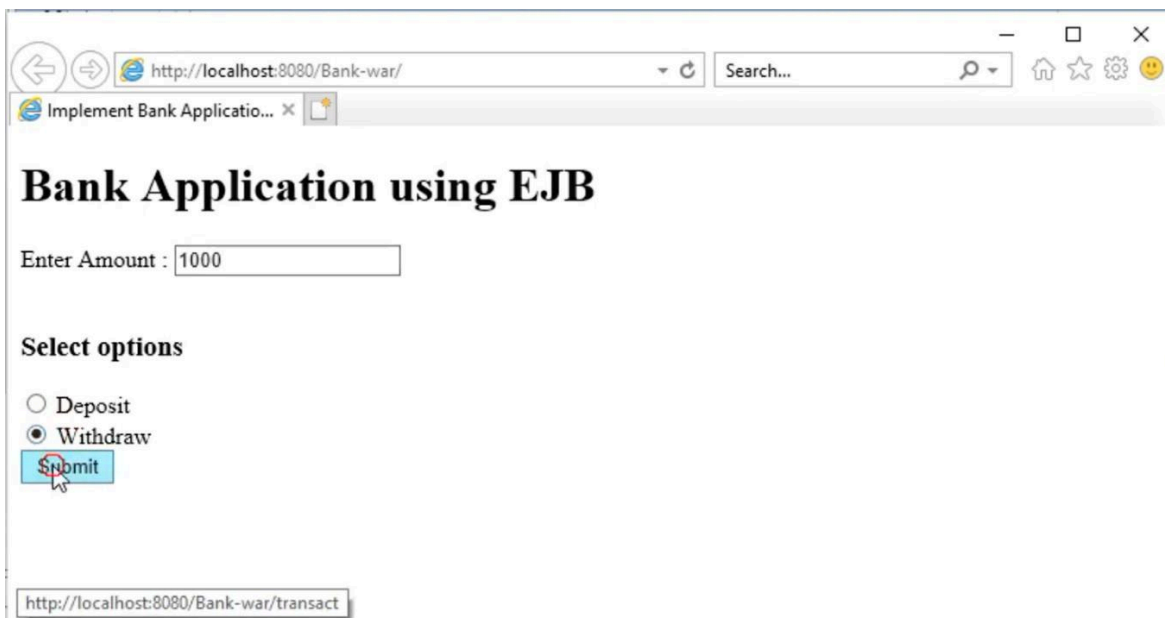 http://localhost:8080/Bank-war/ Search...
Implement Bank Applicatio...
Bank Application using EJB
Enter Amount : 1000
Select options
Deposit
Withdraw
Submit
http://localhost:8080/Bank-war/transact